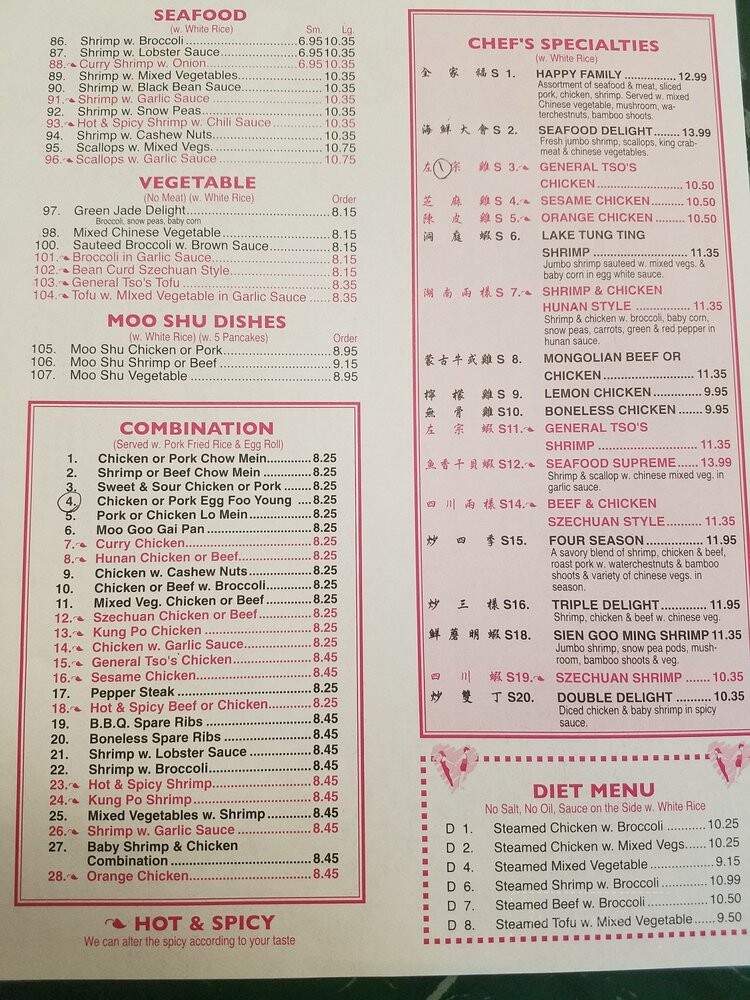 SEAFOOD
(w. White Rice) Sm. Lg.
86. Shrimp w. Broccoli 6.95 10.35
87. Shrimp w. Lobster Sauce 6.95 10.35
88. Curry Shrimp w. Onion 6.95 10.35
89. Shrimp w. Mixed Vegetables 10.35
90. Shrimp w. Black Bean Sauce 10.35
91. Shrimp w. Garlic Sauce 10.35
92. Shrimp w. Snow Peas 10.35
93. Hot & Spicy Shrimp w. Chili Sauce 10.35
94. Shrimp w. Cashew Nuts 10.35
95. Scallops w. Mixed Vegs. 10.75
96. Scallops w. Garlic Sauce 10.75
VEGETABLE
(No Meat) (w. White Rice) Order
97. Green Jade Delight 8.15
Broccoli, snow peas, baby corn
98. Mixed Chinese Vegetable 8.15
100. Sauteed Broccoli w. Brown Sauce 8.15
101. Broccoli in Garlic Sauce 8.15
102. Bean Curd Szechuan Style 8.15
103. General Tso's Tofu 8.35
104. Tofu w. MIxed Vegetable in Garlic Sauce 8.35
MOO SHU DISHES
(w. White Rice) (w. 5 Pancakes) Order
105. Moo Shu Chicken or Pork 8.95
106. Moo Shu Shrimp or Beef 9.15
107. Moo Shu Vegetable 8.95
COMBINATION
(Served w. Pork Fried Rice & Egg Roll)
1. Chicken or Pork Chow Mein 8.25
2. Shrimp or Beef Chow Mein 8.25
3. Sweet & Sour Chicken or Pork 8.25
4. Chicken or Pork Egg Foo Young 8.25
5. Pork or Chicken Lo Mein 8.25
6. Moo Goo Gai Pan 8.25
7. Curry Chicken 8.25
8. Hunan Chicken or Beef 8.25
9. Chicken w. Cashew Nuts 8.25
10. Chicken or Beef w. Broccoli 8.25
11. Mixed Veg. Chicken or Beef 8.25
12. Szechuan Chicken or Beef 8.25
13. Kung Po Chicken 8.25
14. Chicken w. Garlic Sauce 8.25
15. General Tso's Chicken 8.45
16. Sesame Chicken 8.45
17. Pepper Steak 8.25
18. Hot & Spicy Beef or Chicken 8.25
19. B.B.Q. Spare Ribs 8.45
20. Boneless Spare Ribs 8.45
21. Shrimp w. Lobster Sauce 8.45
22. Shrimp w. Broccoli 8.45
23. Hot & Spicy Shrimp 8.45
24. Kung Po Shrimp 8.45
25. Mixed Vegetables w. Shrimp 8.45
26. Shrimp w. Garlic Sauce 8.45
27. Baby Shrimp & Chicken
Combination 8.45
28. Orange Chicken 8.45
HOT & SPICY
We can alter the spicy according to your taste
CHEF'S SPECIALTIES
(w. White Rice)
全家福 S 1. HAPPY FAMILY 12.99
Assortment of seafood & meat, sliced
pork, chicken, shrimp. Served w. mixed
Chinese vegetable, mushroom, wa-
terchestnuts, bamboo shoots.
海鮮大會 S 2. SEAFOOD DELIGHT 13.99
Fresh jumbo shrimp, scallops, king crab-
meat & chinese vegetables.
左宗雞 S 3. GENERAL TSO'S
CHICKEN 10.50
芝麻雞 S 4. SESAME CHICKEN 10.50
陳皮雞 S 5. ORANGE CHICKEN 10.50
洞庭蝦 S 6. LAKE TUNG TING
SHRIMP 11.35
Jumbo shrimp sauteed w. mixed vegs. &
baby corn in egg white sauce.
湖南兩樣 S 7. SHRIMP & CHICKEN
HUNAN STYLE 11.35
Shrimp & chicken w. broccoli, baby corn,
snow peas, carrots, green & red pepper in
hunan sauce.
蒙古牛或雞 S 8. MONGOLIAN BEEF OR
CHICKEN 11.35
檸檬雞 S 9. LEMON CHICKEN 9.95
無骨雞 S10. BONELESS CHICKEN 9.95
左宗蝦 S11. GENERAL TSO'S
SHRIMP 11.35
魚香干貝蝦 S12. SEAFOOD SUPREME 13.99
Shrimp & scallop w. chinese mixed veg. in
garlic sauce.
四川兩樣 S14. BEEF & CHICKEN
SZECHUAN STYLE 11.35
炒四季 S15. FOUR SEASON 11.95
A savory blend of shrimp, chicken & beef,
roast pork w. waterchestnuts & bamboo
shoots & variety of chinese vegs. in
season.
炒三樣 S16. TRIPLE DELIGHT 11.95
Shrimp, chicken & beef w. chinese veg.
鮮蘑明蝦 S18. SIEN GOO MING SHRIMP 11.35
Jumbo shrimp, snow pea pods, mush-
room, bamboo shoots & veg.
四川蝦 S19. SZECHUAN SHRIMP 10.35
炒雙丁 S20. DOUBLE DELIGHT 10.35
Diced chicken & baby shrimp in spicy
sauce.
DIET MENU
No Salt, No Oil, Sauce on the Side w. White Rice
D 1. Steamed Chicken w. Broccoli 10.25
D 2. Steamed Chicken w. Mixed Vegs. 10.25
D 4. Steamed Mixed Vegetable 9.15
D 6. Steamed Shrimp w. Broccoli 10.99
D 7. Steamed Beef w. Broccoli 10.50
D 8. Steamed Tofu w. Mixed Vegetable 9.50